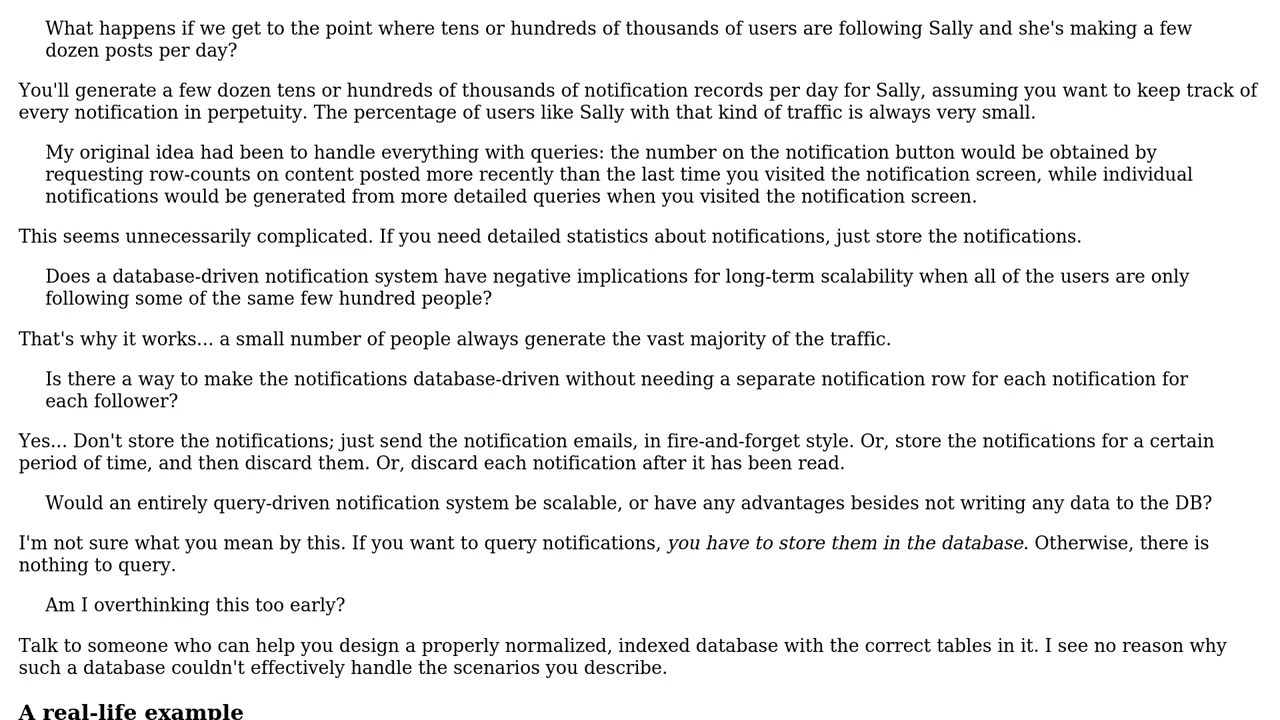 What happens if we get to the point where tens or hundreds of thousands of users are following Sally and she's making a few
dozen posts per day?
You'll generate a few dozen tens or hundreds of thousands of notification records per day for Sally, assuming you want to keep track of
every notification in perpetuity. The percentage of users like Sally with that kind of traffic is always very small.
My original idea had been to handle everything with queries: the number on the notification button would be obtained by
requesting row-counts on content posted more recently than the last time you visited the notification screen, while individual
notifications would be generated from more detailed queries when you visited the notification screen.
This seems unnecessarily complicated. If you need detailed statistics about notifications, just store the notifications.
Does a database-driven notification system have negative implications for long-term scalability when all of the users are only
following some of the same few hundred people?
That's why it works... a small number of people always generate the vast majority of the traffic.
Is there a way to make the notifications database-driven without needing a separate notification row for each notification for
each follower?
Yes... Don't store the notifications; just send the notification emails, in fire-and-forget style. Or, store the notifications for a certain
period of time, and then discard them. Or, discard each notification after it has been read.
Would an entirely query-driven notification system be scalable, or have any advantages besides not writing any data to the DB?
I'm not sure what you mean by this. If you want to query notifications, you have to store them in the database. Otherwise, there is
nothing to query.
Am I overthinking this too early?
Talk to someone who can help you design a properly normalized, indexed database with the correct tables in it. I see no reason why
such a database couldn't effectively handle the scenarios you describe.
A real-life example